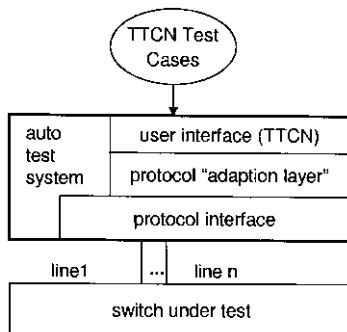 TTCN Test
Cases
auto
test
system
user interface (TTCN)
protocol "adaption layer"
protocol interface
line1 ... line n
switch under test